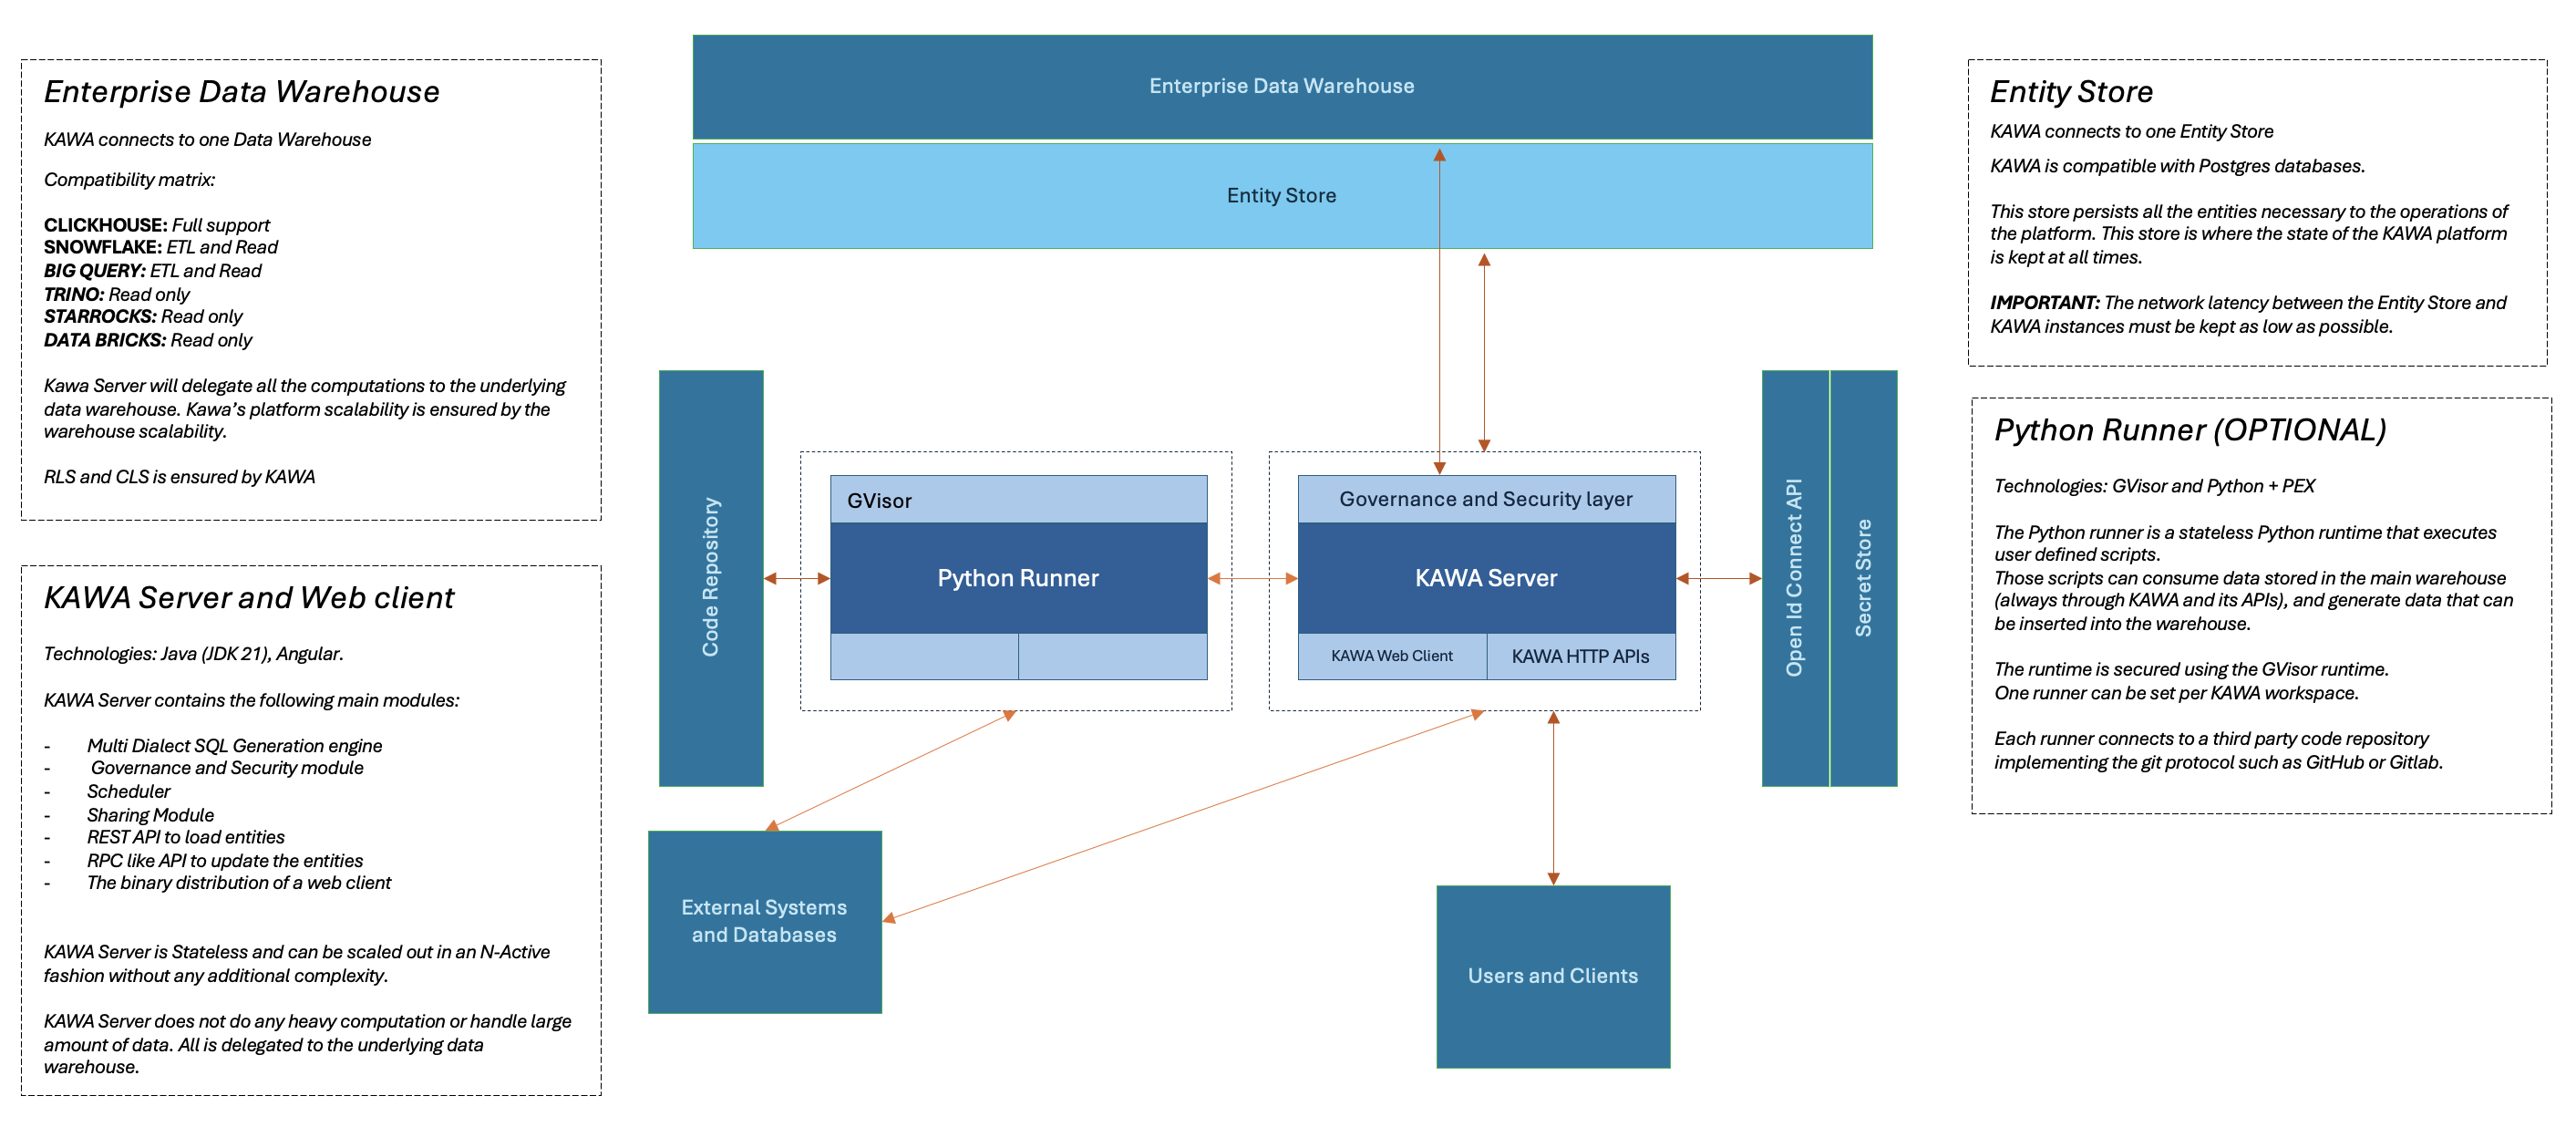 Enterprise Data Warehouse
KAWA connects to one Data Warehouse
Compatibility matrix:
CLICKHOUSE: Full support
SNOWFLAKE: ETL and Read
BIG QUERY: ETL and Read
TRINO: Read only
STARROCKS: Read only
DATA BRICKS: Read only
Kawa Server will delegate all the computations to the underlying
data warehouse. Kawa’s platform scalability is ensured by the
warehouse scalability.
RLS and CLS is ensured by KAWA
KAWA Server and Web client
Technologies: Java (JDK 21), Angular.
KAWA Server contains the following main modules:
- Multi Dialect SQL Generation engine
- Governance and Security module
- Scheduler
- Sharing Module
- REST API to load entities
- RPC like API to update the entities
- The binary distribution of a web client
KAWA Server is Stateless and can be scaled out in an N-Active
fashion without any additional complexity.
KAWA Server does not do any heavy computation or handle large
amount of data. All is delegated to the underlying data
warehouse.
Enterprise Data Warehouse
Entity Store
Code Repository
GVisor
Python Runner
Governance and Security layer
KAWA Server
KAWA Web Client
KAWA HTTP APIs
Open Id Connect API
Secret Store
External Systems
and Databases
Users and Clients
Entity Store
KAWA connects to one Entity Store
KAWA is compatible with Postgres databases.
This store persists all the entities necessary to the operations of
the platform. This store is where the state of the KAWA platform
is kept at all times.
IMPORTANT: The network latency between the Entity Store and
KAWA instances must be kept as low as possible.
Python Runner (OPTIONAL)
Technologies: GVisor and Python + PEX
The Python runner is a stateless Python runtime that executes
user defined scripts.
Those scripts can consume data stored in the main warehouse
(always through KAWA and its APIs), and generate data that can
be inserted into the warehouse.
The runtime is secured using the GVisor runtime.
One runner can be set per KAWA workspace.
Each runner connects to a third party code repository
implementing the git protocol such as GitHub or Gitlab.